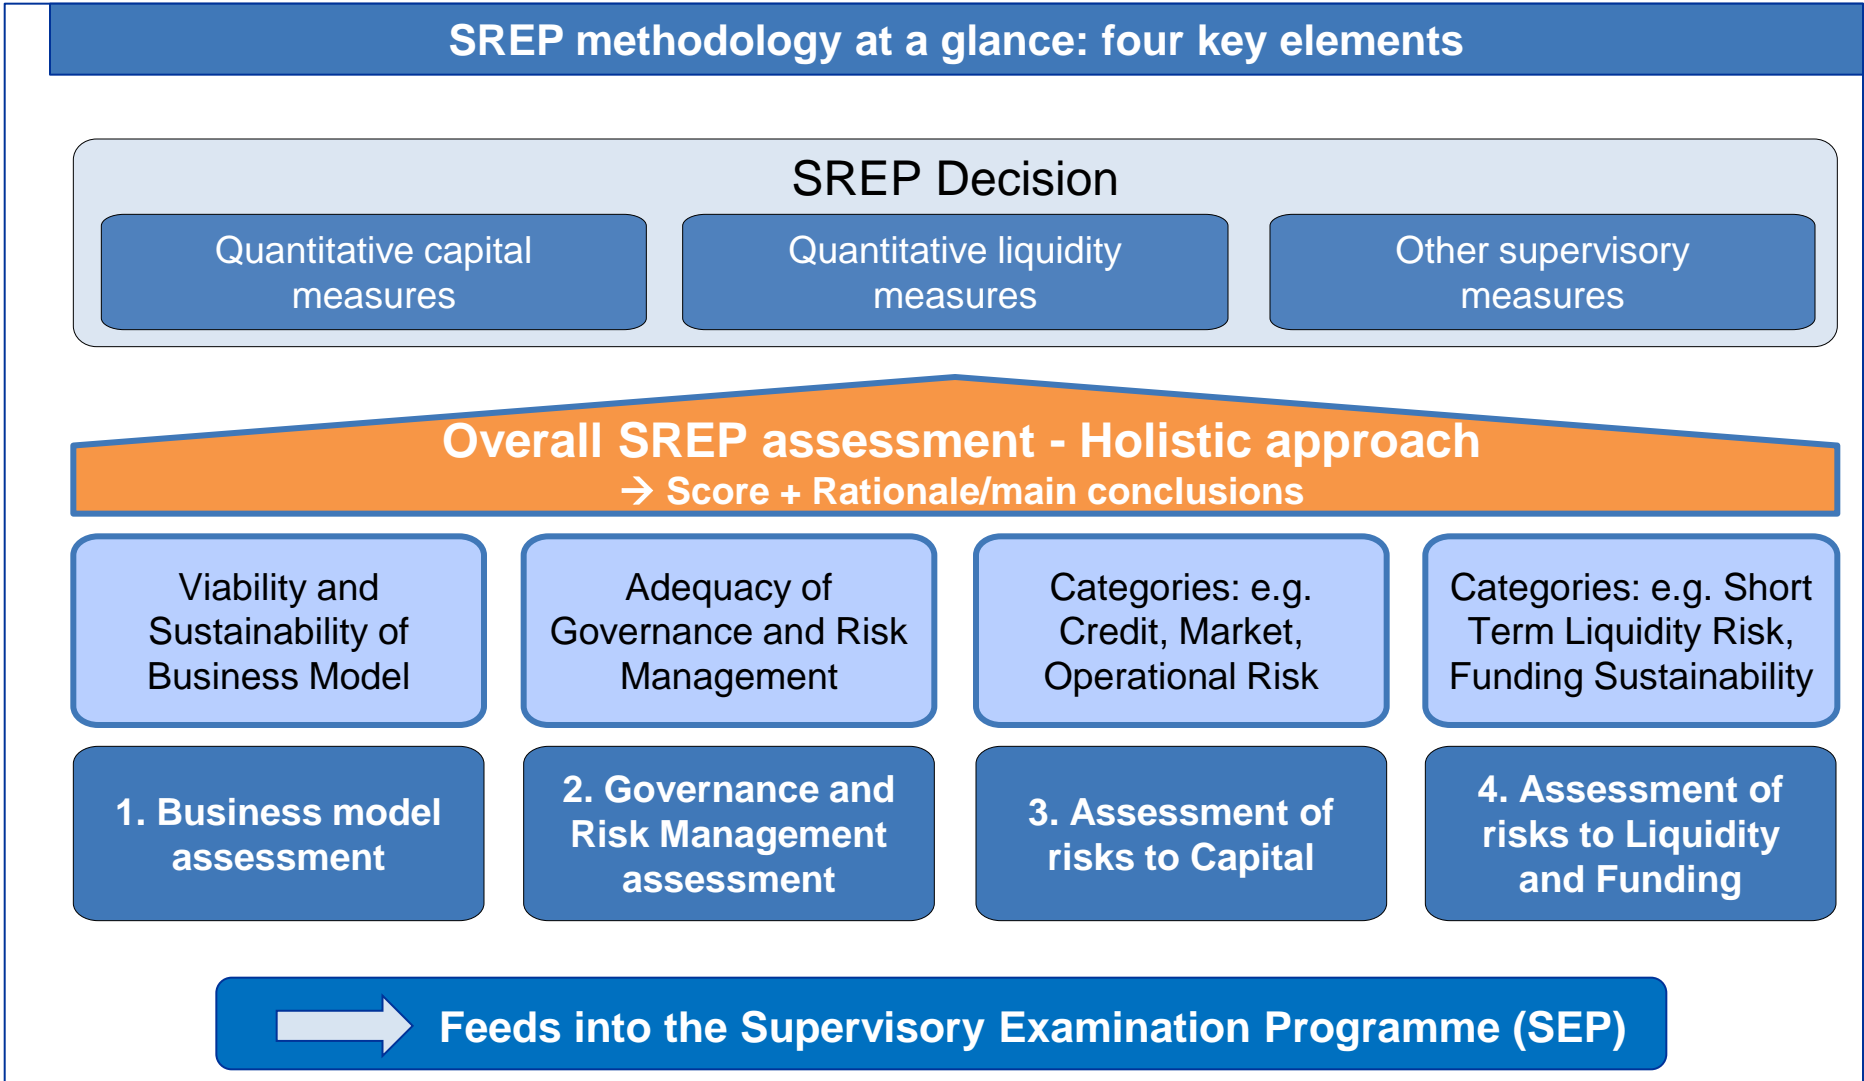 SREP methodology at a glance: four key elements
SREP Decision
Quantitative capital
measures
Quantitative liquidity
measures
Other supervisory
measures
Overall SREP assessment - Holistic approach
→ Score + Rationale/main conclusions
Viability and
Sustainability of
Business Model
Adequacy of
Governance and Risk
Management
Categories: e.g.
Credit, Market,
Operational Risk
Categories: e.g. Short
Term Liquidity Risk,
Funding Sustainability
1. Business model
assessment
2. Governance and
Risk Management
assessment
3. Assessment of
risks to Capital
4. Assessment of
risks to Liquidity
and Funding
Feeds into the Supervisory Examination Programme (SEP)